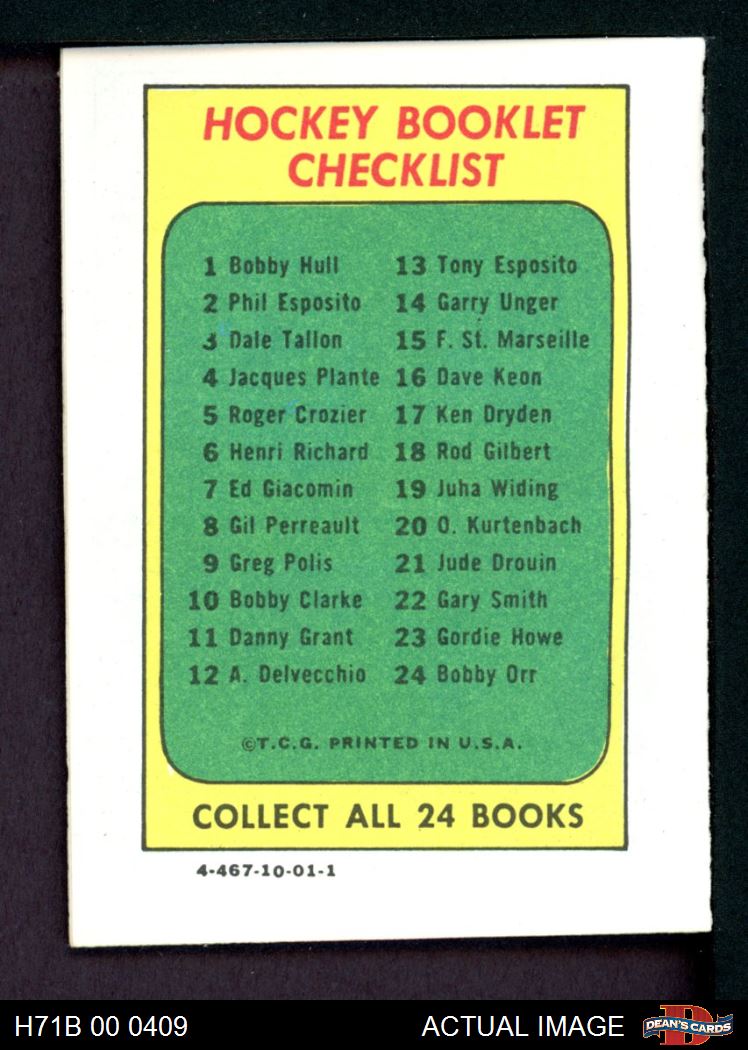 HOCKEY BOOKLET
CHECKLIST
1 Bobby Hull
2 Phil Esposito
3 Dale Tallon
4 Jacques Plante
5 Roger Crozier
6 Henri Richard
7 Ed Giacomin
8 Gil Perreault
9 Greg Polis
10 Bobby Clarke
11 Danny Grant
12 A. Delvecchio
13 Tony Esposito
14 Garry Unger
15 F. St. Marseille
16 Dave Keon
17 Ken Dryden
18 Rod Gilbert
19 Juha Widing
20 O. Kurtenbach
21 Jude Drouin
22 Gary Smith
23 Gordie Howe
24 Bobby Orr
©T.C.G. PRINTED IN U.S.A.
COLLECT ALL 24 BOOKS
4-467-10-01-1
H71B 00 0409
ACTUAL IMAGE
D
DEAN'S CARDS